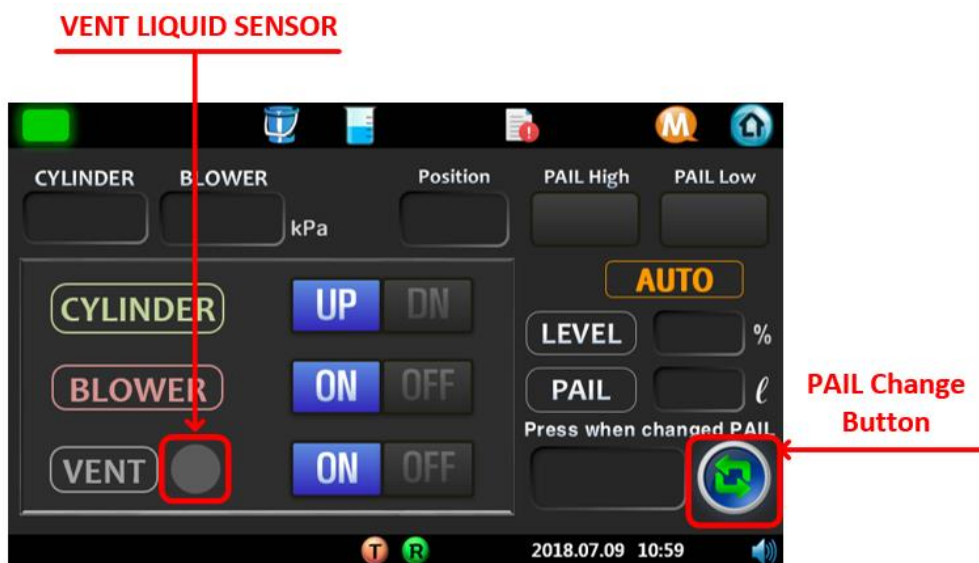 VENT LIQUID SENSOR
M
CYLINDER BLOWER Position PAIL High PAIL Low
kPa
AUTO
CYLINDER UP DN
LEVEL %
BLOWER ON OFF
PAIL ℓ
PAIL Change
Button
Press when changed PAIL
VENT ON OFF
T R 2018.07.09 10:59